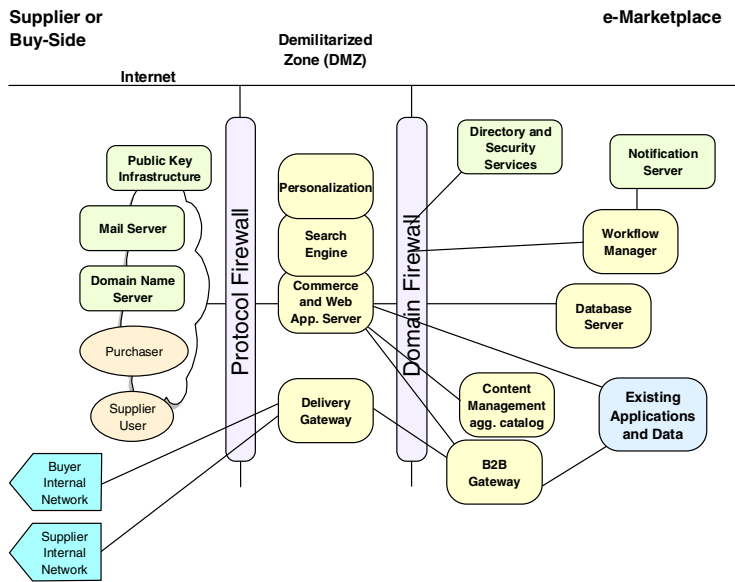 Supplier or
Buy-Side
e-Marketplace
Demilitarized
Zone (DMZ)
Internet
Public Key
Infrastructure
Mail Server
Domain Name
Server
Purchaser
Supplier
User
Buyer
Internal
Network
Supplier
Internal
Network
Protocol Firewall
Personalization
Search
Engine
Commerce
and Web
App. Server
Delivery
Gateway
Domain Firewall
Directory and
Security
Services
Notification
Server
Workflow
Manager
Database
Server
Content
Management
agg. catalog
Existing
Applications
and Data
B2B
Gateway